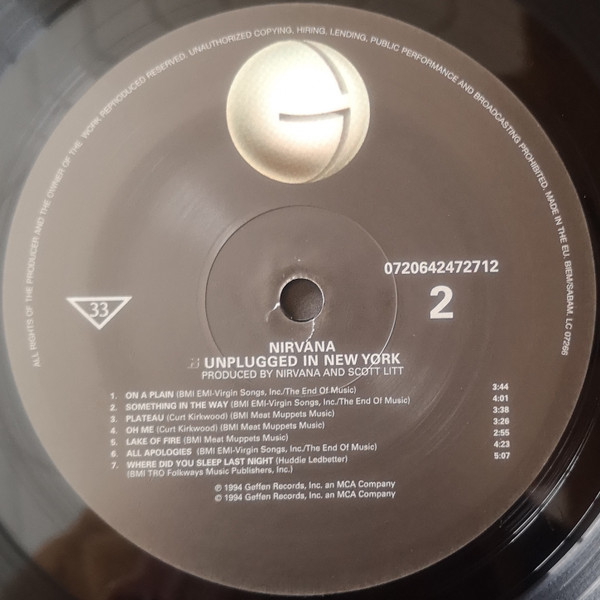 ALL RIGHTS OF THE PRODUCER AND THE OWNER OF THE WORK REPRODUCED RESERVED. UNAUTHORIZED COPYING, HIRING, LENDING, PUBLIC PERFORMANCE AND BROADCASTING PROHIBITED. MADE IN THE EU. BIEM/SABAM. LC 07266
0720642472712
33
2
NIRVANA
UNPLUGGED IN NEW YORK
PRODUCED BY NIRVANA AND SCOTT LITT
1. ON A PLAIN (BMI EMI-Virgin Songs, Inc./The End Of Music) 3:44
2. SOMETHING IN THE WAY (BMI EMI-Virgin Songs, Inc./The End Of Music) 4:01
3. PLATEAU (Curt Kirkwood) (BMI Meat Muppets Music) 3:38
4. OH ME (Curt Kirkwood) (BMI Meat Muppets Music) 3:26
5. LAKE OF FIRE (BMI Meat Muppets Music) 2:55
6. ALL APOLOGIES (BMI EMI-Virgin Songs, Inc./The End Of Music) 4:23
7. WHERE DID YOU SLEEP LAST NIGHT (Huddie Ledbetter) 5:07
(BMI TRO Folkways Music Publishers, Inc.)
℗ 1994 Geffen Records, Inc. an MCA Company
© 1994 Geffen Records, Inc. an MCA Company